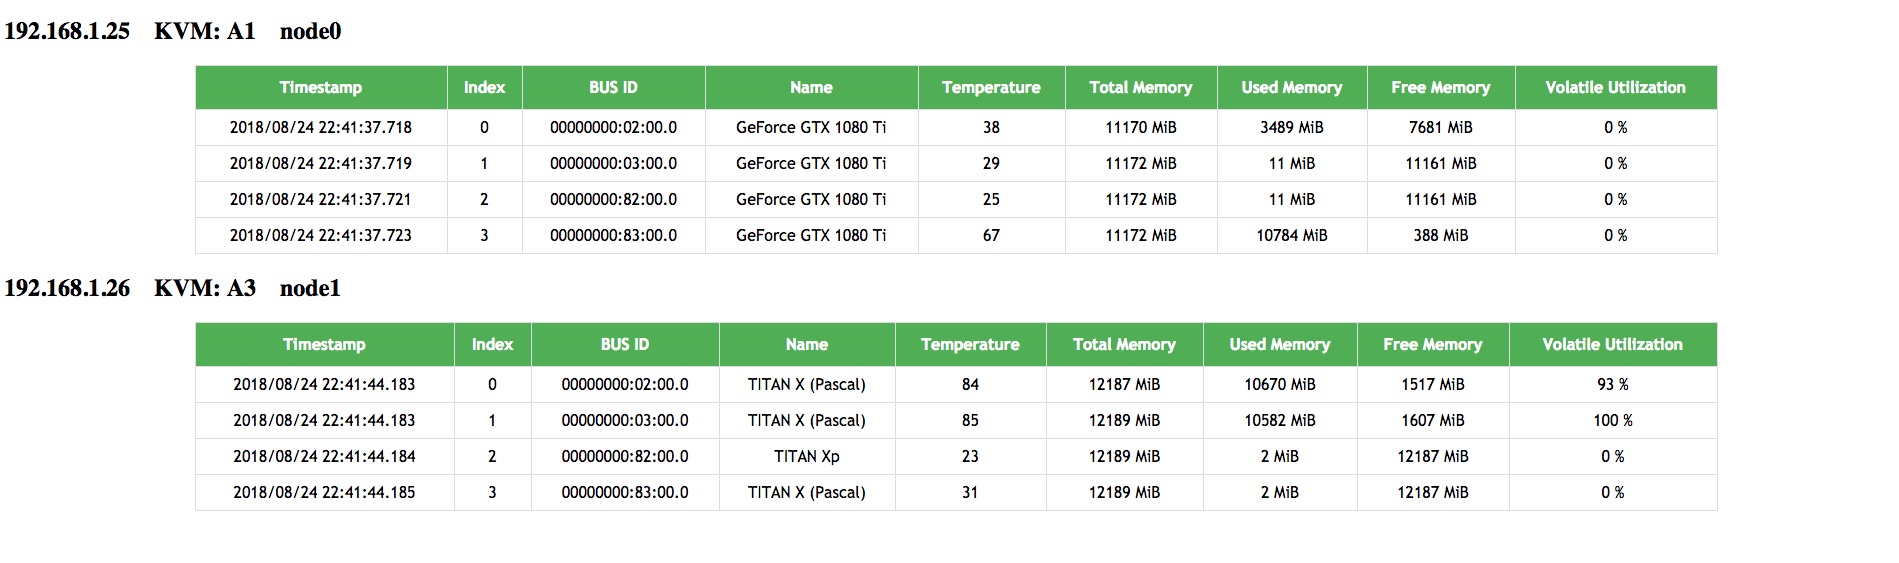 192.168.1.25 KVM: A1 node0
Timestamp Index BUS ID Name Temperature Total Memory Used Memory Free Memory Volatile Utilization
2018/08/24 22:41:37.718 0 00000000:02:00.0 GeForce GTX 1080 Ti 38 11170 MiB 3489 MiB 7681 MiB 0 %
2018/08/24 22:41:37.719 1 00000000:03:00.0 GeForce GTX 1080 Ti 29 11172 MiB 11 MiB 11161 MiB 0 %
2018/08/24 22:41:37.721 2 00000000:82:00.0 GeForce GTX 1080 Ti 25 11172 MiB 11 MiB 11161 MiB 0 %
2018/08/24 22:41:37.723 3 00000000:83:00.0 GeForce GTX 1080 Ti 67 11172 MiB 10784 MiB 388 MiB 0 %
192.168.1.26 KVM: A3 node1
Timestamp Index BUS ID Name Temperature Total Memory Used Memory Free Memory Volatile Utilization
2018/08/24 22:41:44.183 0 00000000:02:00.0 TITAN X (Pascal) 84 12187 MiB 10670 MiB 1517 MiB 93 %
2018/08/24 22:41:44.183 1 00000000:03:00.0 TITAN X (Pascal) 85 12189 MiB 10582 MiB 1607 MiB 100 %
2018/08/24 22:41:44.184 2 00000000:82:00.0 TITAN Xp 23 12189 MiB 2 MiB 12187 MiB 0 %
2018/08/24 22:41:44.185 3 00000000:83:00.0 TITAN X (Pascal) 31 12189 MiB 2 MiB 12187 MiB 0 %